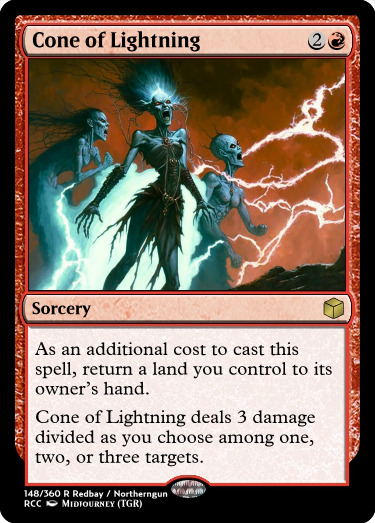 Cone of Lightning
2
Sorcery
As an additional cost to cast this
spell, return a land you control to its
owner's hand.
Cone of Lightning deals 3 damage
divided as you choose among one,
two, or three targets.
148/360 R Redbay / Northerngun
RCC Midjourney (TGR)